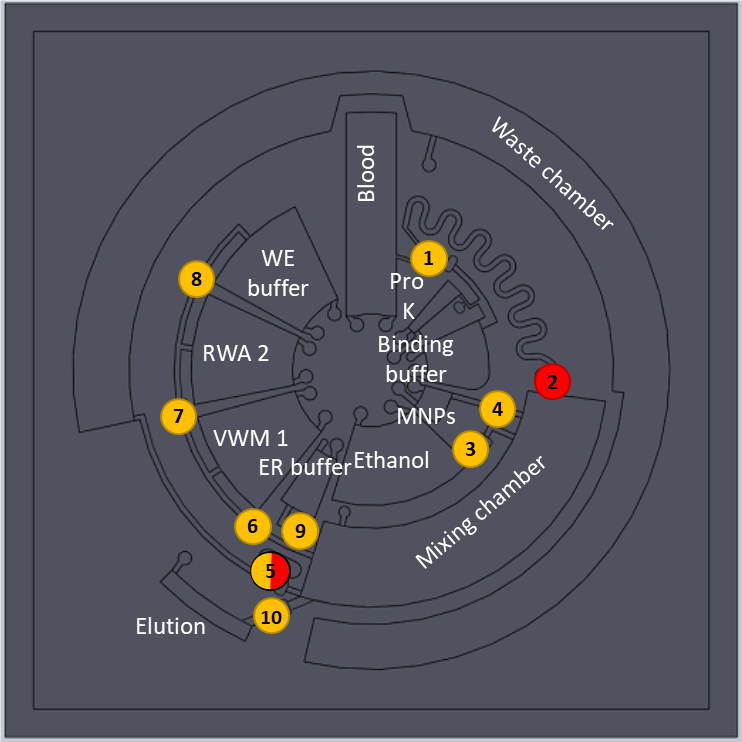 Waste chamber
Blood
WE
buffer
1
8
Pro
K
RWA 2
Binding
buffer
2
7
MNPs
4
VWM 1
3
ER buffer
Ethanol
6
9
Mixing chamber
5
10
Elution